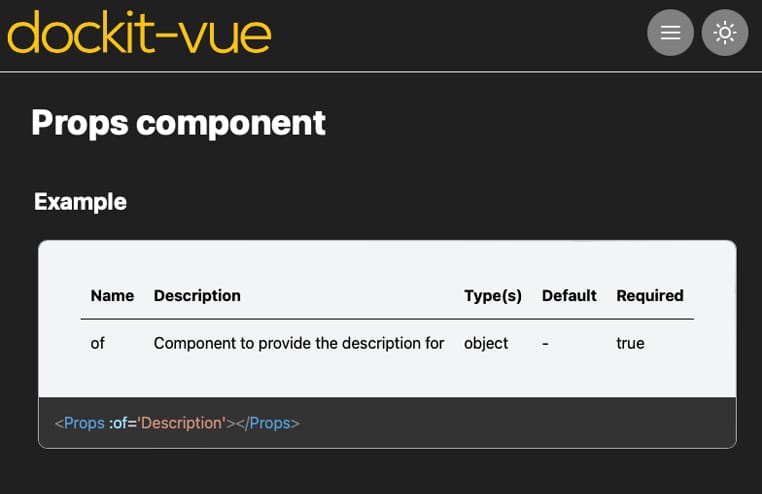 dockit-vue
Props component
Example
Name Description Type(s) Default Required
of Component to provide the description for object - true
<Props :of='Description'></Props>